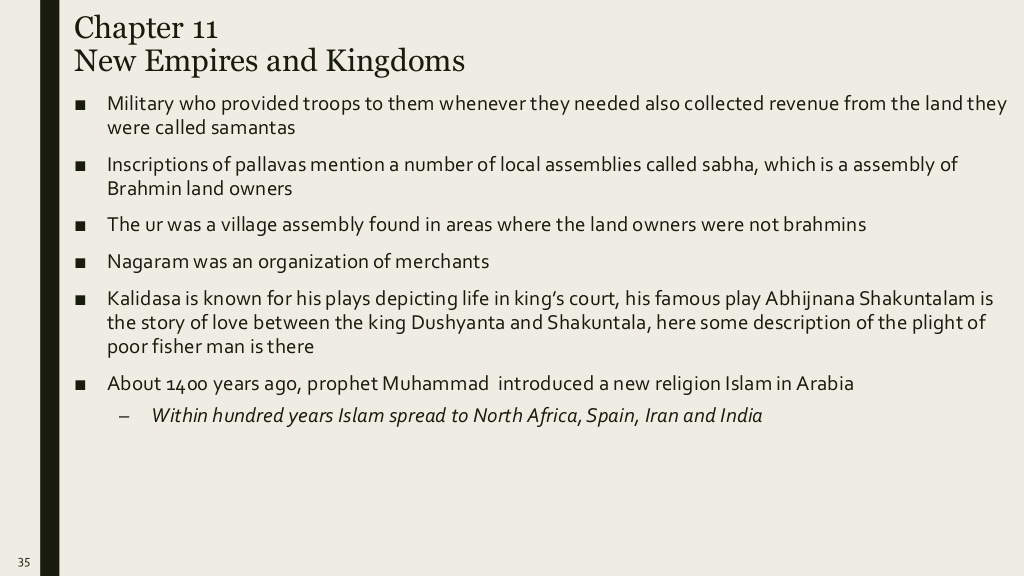 Chapter 11
New Empires and Kingdoms
■ Military who provided troops to them whenever they needed also collected revenue from the land they
were called samantas
■ Inscriptions of pallavas mention a number of local assemblies called sabha, which is a assembly of
Brahmin land owners
■ The ur was a village assembly found in areas where the land owners were not brahmins
■ Nagaram was an organization of merchants
■ Kalidasa is known for his plays depicting life in king’s court, his famous play Abhijnana Shakuntalam is
the story of love between the king Dushyanta and Shakuntala, here some description of the plight of
poor fisher man is there
■ About 1400 years ago, prophet Muhammad introduced a new religion Islam in Arabia
– Within hundred years Islam spread to North Africa, Spain, Iran and India
35